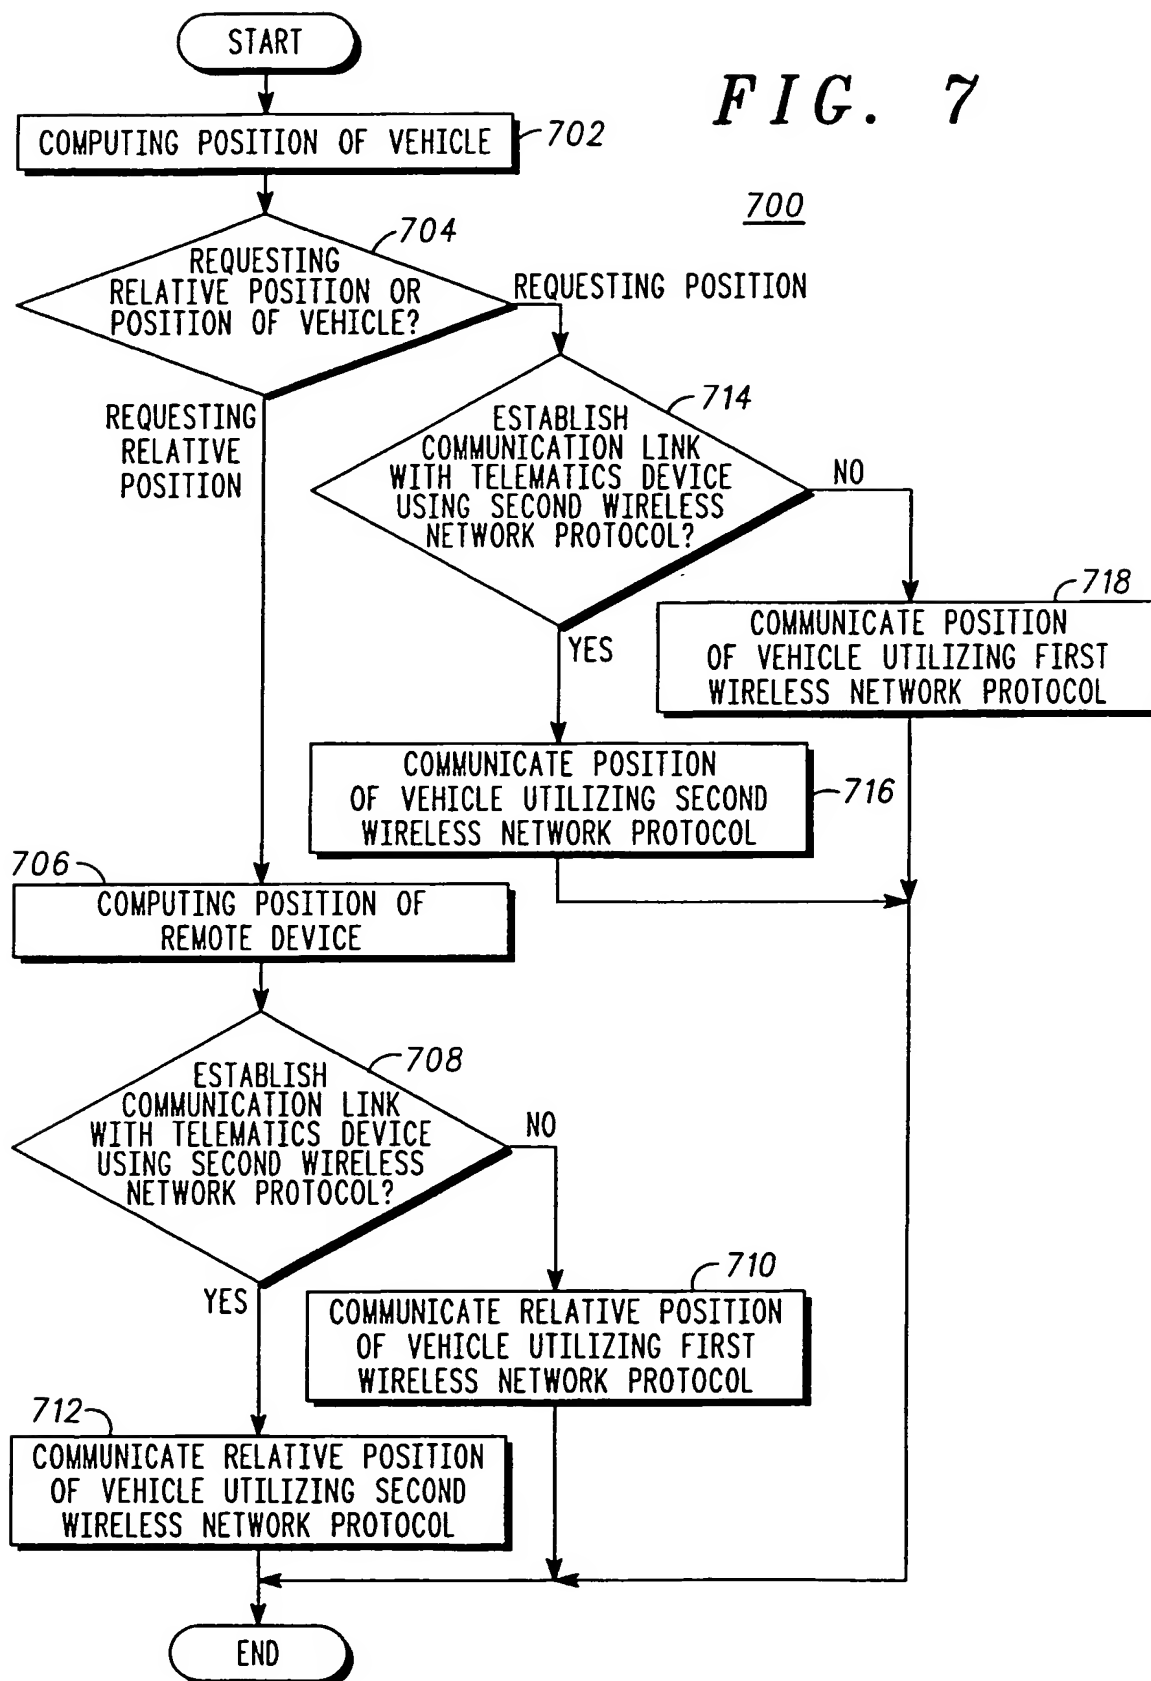 START
FIG. 7
COMPUTING POSITION OF VEHICLE
702
700
704
REQUESTING
RELATIVE POSITION OR
POSITION OF VEHICLE?
REQUESTING POSITION
REQUESTING
RELATIVE
POSITION
714
ESTABLISH
COMMUNICATION LINK
WITH TELEMATICS DEVICE
USING SECOND WIRELESS
NETWORK PROTOCOL?
NO
YES
718
COMMUNICATE POSITION
OF VEHICLE UTILIZING FIRST
WIRELESS NETWORK PROTOCOL
COMMUNICATE POSITION
OF VEHICLE UTILIZING SECOND
WIRELESS NETWORK PROTOCOL
716
706
COMPUTING POSITION OF
REMOTE DEVICE
708
ESTABLISH
COMMUNICATION LINK
WITH TELEMATICS DEVICE
USING SECOND WIRELESS
NETWORK PROTOCOL?
NO
YES
710
COMMUNICATE RELATIVE POSITION
OF VEHICLE UTILIZING FIRST
WIRELESS NETWORK PROTOCOL
712
COMMUNICATE RELATIVE POSITION
OF VEHICLE UTILIZING SECOND
WIRELESS NETWORK PROTOCOL
END